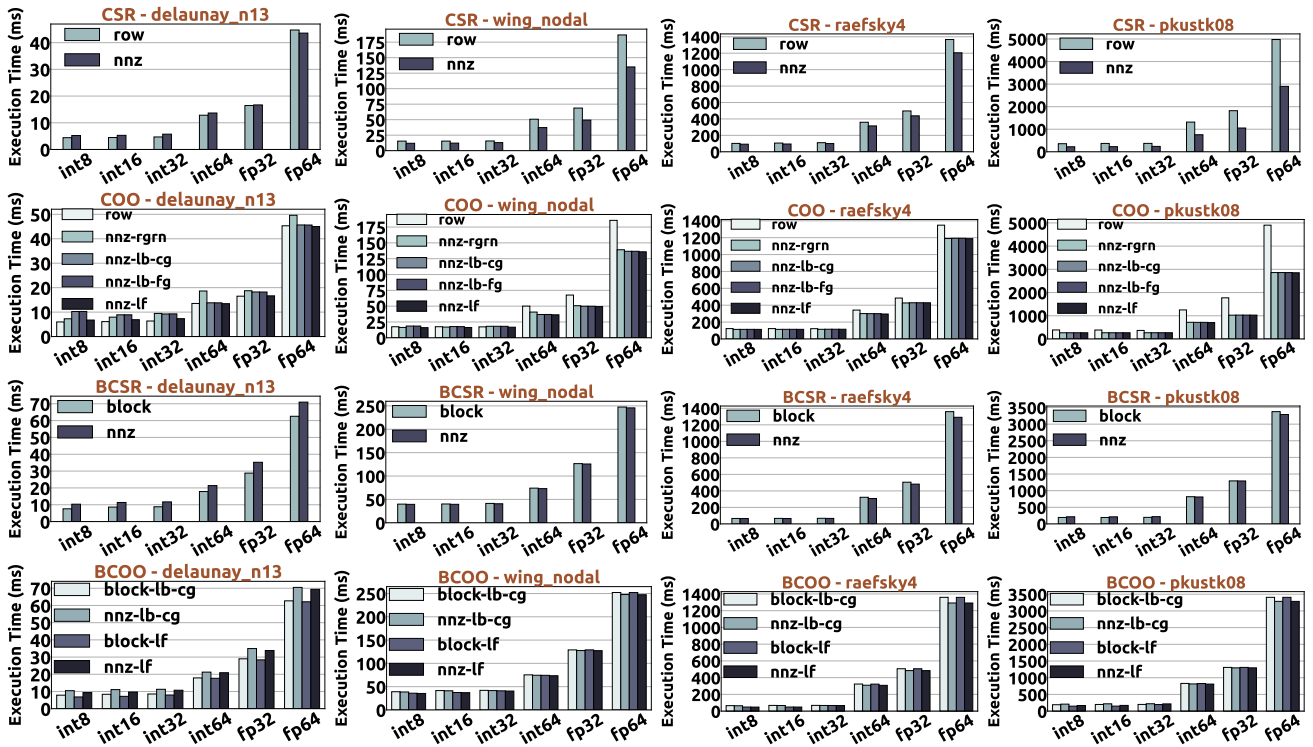 CSR - delaunay_n13
Execution Time (ms)
40
30
20
10
0
row
nnz
int8 int16 int32 int64 fp32 fp64
CSR - wing_nodal
Execution Time (ms)
175
150
125
100
75
50
25
0
row
nnz
int8 int16 int32 int64 fp32 fp64
CSR - raefsky4
Execution Time (ms)
1400
1200
1000
800
600
400
200
0
row
nnz
int8 int16 int32 int64 fp32 fp64
CSR - pkustk08
Execution Time (ms)
5000
4000
3000
2000
1000
0
row
nnz
int8 int16 int32 int64 fp32 fp64
COO - delaunay_n13
Execution Time (ms)
50
40
30
20
10
0
row
nnz-rgrn
nnz-lb-cg
nnz-lb-fg
nnz-lf
int8 int16 int32 int64 fp32 fp64
COO - wing_nodal
Execution Time (ms)
175
150
125
100
75
50
25
0
row
nnz-rgrn
nnz-lb-cg
nnz-lb-fg
nnz-lf
int8 int16 int32 int64 fp32 fp64
COO - raefsky4
Execution Time (ms)
1400
1200
1000
800
600
400
200
0
row
nnz-rgrn
nnz-lb-cg
nnz-lb-fg
nnz-lf
int8 int16 int32 int64 fp32 fp64
COO - pkustk08
Execution Time (ms)
5000
4000
3000
2000
1000
0
row
nnz-rgrn
nnz-lb-cg
nnz-lb-fg
nnz-lf
int8 int16 int32 int64 fp32 fp64
BCSR - delaunay_n13
Execution Time (ms)
70
60
50
40
30
20
10
0
block
nnz
int8 int16 int32 int64 fp32 fp64
BCSR - wing_nodal
Execution Time (ms)
250
200
150
100
50
0
block
nnz
int8 int16 int32 int64 fp32 fp64
BCSR - raefsky4
Execution Time (ms)
1400
1200
1000
800
600
400
200
0
block
nnz
int8 int16 int32 int64 fp32 fp64
BCSR - pkustk08
Execution Time (ms)
3500
3000
2500
2000
1500
1000
500
0
block
nnz
int8 int16 int32 int64 fp32 fp64
BCOO - delaunay_n13
Execution Time (ms)
70
60
50
40
30
20
10
0
block-lb-cg
nnz-lb-cg
block-lf
nnz-lf
int8 int16 int32 int64 fp32 fp64
BCOO - wing_nodal
Execution Time (ms)
250
200
150
100
50
0
block-lb-cg
nnz-lb-cg
block-lf
nnz-lf
int8 int16 int32 int64 fp32 fp64
BCOO - raefsky4
Execution Time (ms)
1400
1200
1000
800
600
400
200
0
block-lb-cg
nnz-lb-cg
block-lf
nnz-lf
int8 int16 int32 int64 fp32 fp64
BCOO - pkustk08
Execution Time (ms)
3500
3000
2500
2000
1500
1000
500
0
block-lb-cg
nnz-lb-cg
block-lf
nnz-lf
int8 int16 int32 int64 fp32 fp64